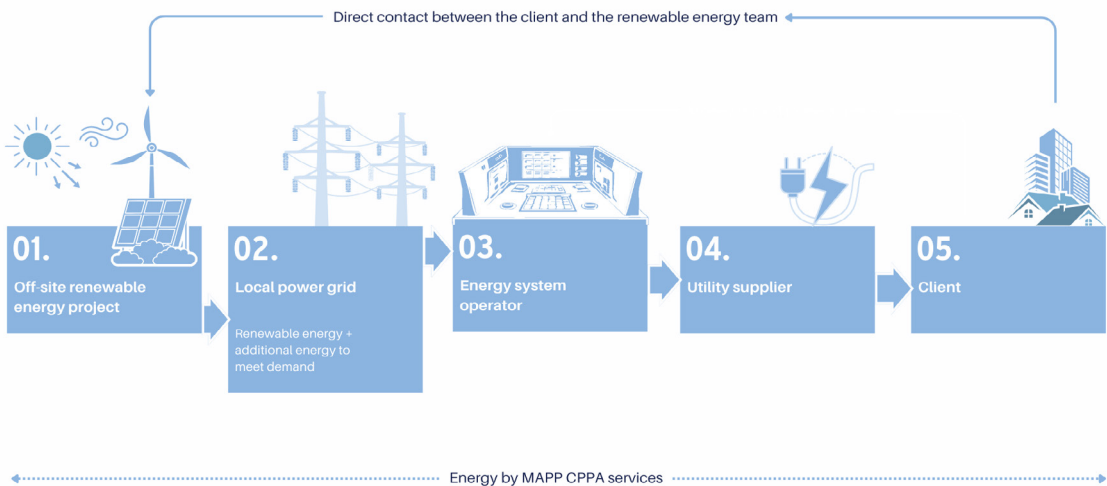 Direct contact between the client and the renewable energy team
01.
Off-site renewable
energy project
02.
Local power grid
Renewable energy +
additional energy to
meet demand
03.
Energy system
operator
04.
Utility supplier
05.
Client
Energy by MAPP CPPA services